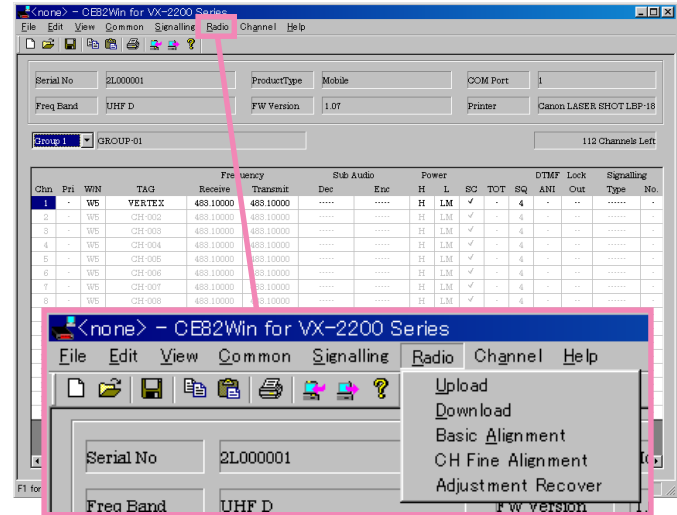 <none> - CE82Win for VX-2200 Series
File Edit View Common Signalling Radio Channel Help
Serial No 2L000001 ProductType Mobile COM Port 1
Freq Band UHF D FW Version 1.07 Printer Canon LASER SHOT LBP-18
Group 1 GROUP-01 112 Channels Left
Frequency Sub Audio Power DTMF Lock Signalling
Chn Pri W/N TAG Receive Transmit Dec Enc H L SC TOT SQ ANI Out Type No.
1 - W5 VERTEX 483.10000 483.10000 ----- ----- H LM ✓ - 4 - -- ------ -
2 - W5 CH-002 483.10000 483.10000 ----- ----- H LM ✓ - 4 - -- ------ -
3 - W5 CH-003 483.10000 483.10000 ----- ----- H LM ✓ - 4 - -- ------ -
4 - W5 CH-004 483.10000 483.10000 ----- ----- H LM ✓ - 4 - -- ------ -
5 - W5 CH-005 483.10000 483.10000 ----- ----- H LM ✓ - 4 - -- ------ -
6 - W5 CH-006 483.10000 483.10000 ----- ----- H LM ✓ - 4 - -- ------ -
7 - W5 CH-007 483.10000 483.10000 ----- ----- H LM ✓ - 4 - -- ------ -
8 - W5 CH-008 483.10000 483.10000 ----- ----- H LM ✓ - 4 - -- ------ -
<none> - CE82Win for VX-2200 Series
File Edit View Common Signalling Radio Channel Help
Upload
Download
Basic Alignment
CH Fine Alignment
Adjustment Recover
Serial No 2L000001
Freq Band UHF D FW Version 1.
F1 for